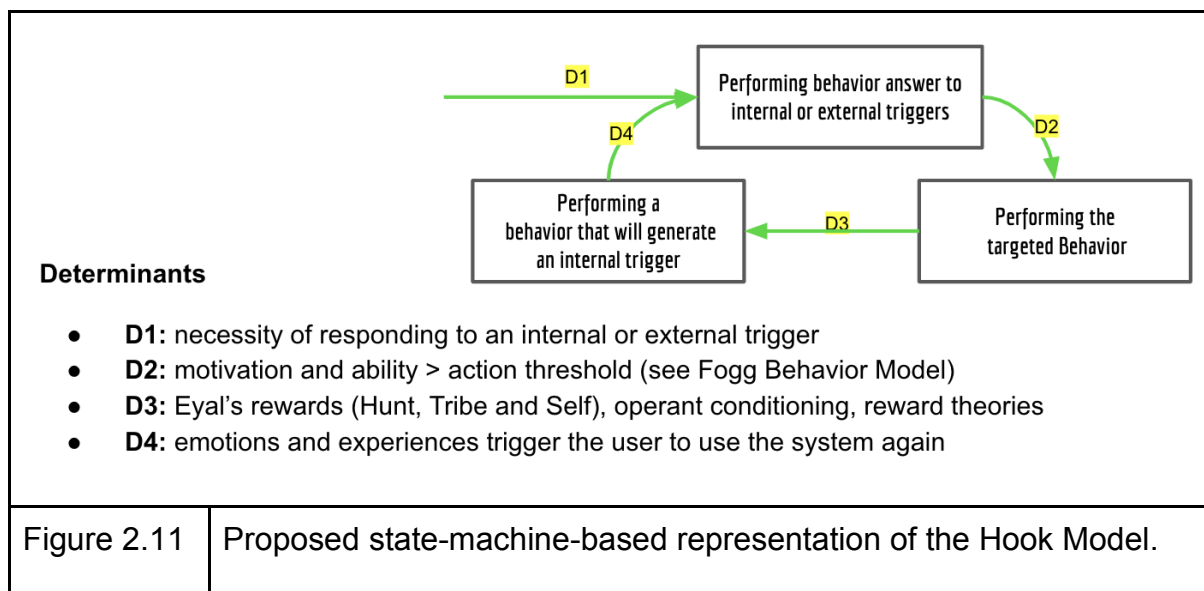 D1
Performing behavior answer to
internal or external triggers
D4
D2
Performing a
behavior that will generate
an internal trigger
D3
Performing the
targeted Behavior
Determinants
● D1: necessity of responding to an internal or external trigger
● D2: motivation and ability > action threshold (see Fogg Behavior Model)
● D3: Eyal’s rewards (Hunt, Tribe and Self), operant conditioning, reward theories
● D4: emotions and experiences trigger the user to use the system again
Figure 2.11
Proposed state-machine-based representation of the Hook Model.